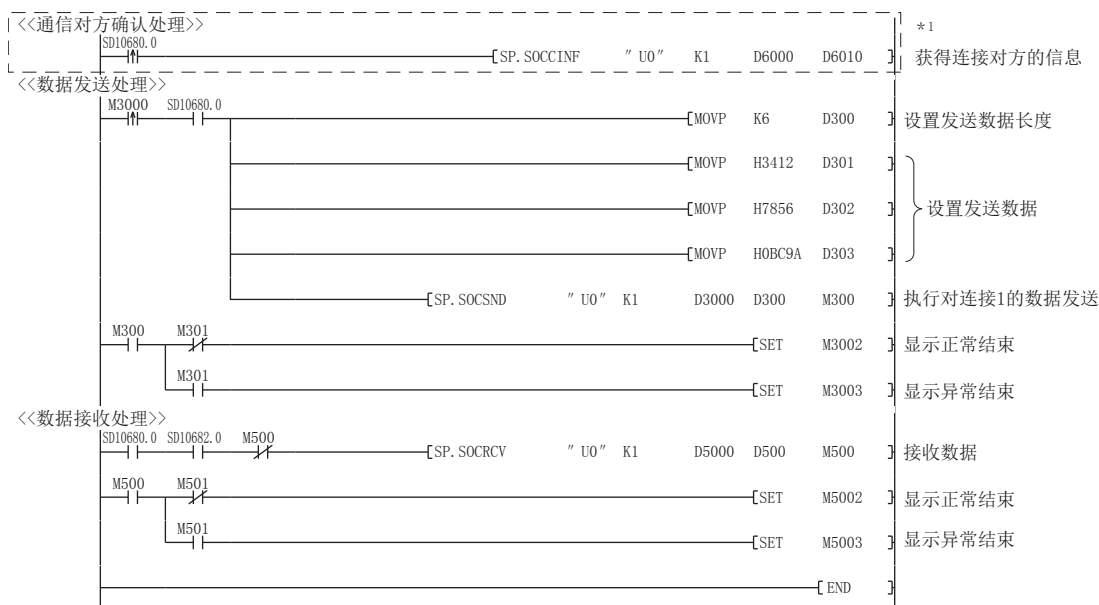 <<通信对方确认处理>>
*1
SD10680.0
SP.SOCCINF "U0" K1 D6000 D6010 获得连接对方的信息
<<数据发送处理>>
M3000 SD10680.0
MOVP K6 D300 设置发送数据长度
MOVP H3412 D301
MOVP H7856 D302 设置发送数据
MOVP H0BC9A D303
SP.SOCSND "U0" K1 D3000 D300 M300 执行对连接1的数据发送
M300 M301
SET M3002 显示正常结束
M301
SET M3003 显示异常结束
<<数据接收处理>>
SD10680.0 SD10682.0 M500
SP.SOCRCV "U0" K1 D5000 D500 M500 接收数据
M500 M501
SET M5002 显示正常结束
M501
SET M5003 显示异常结束
END